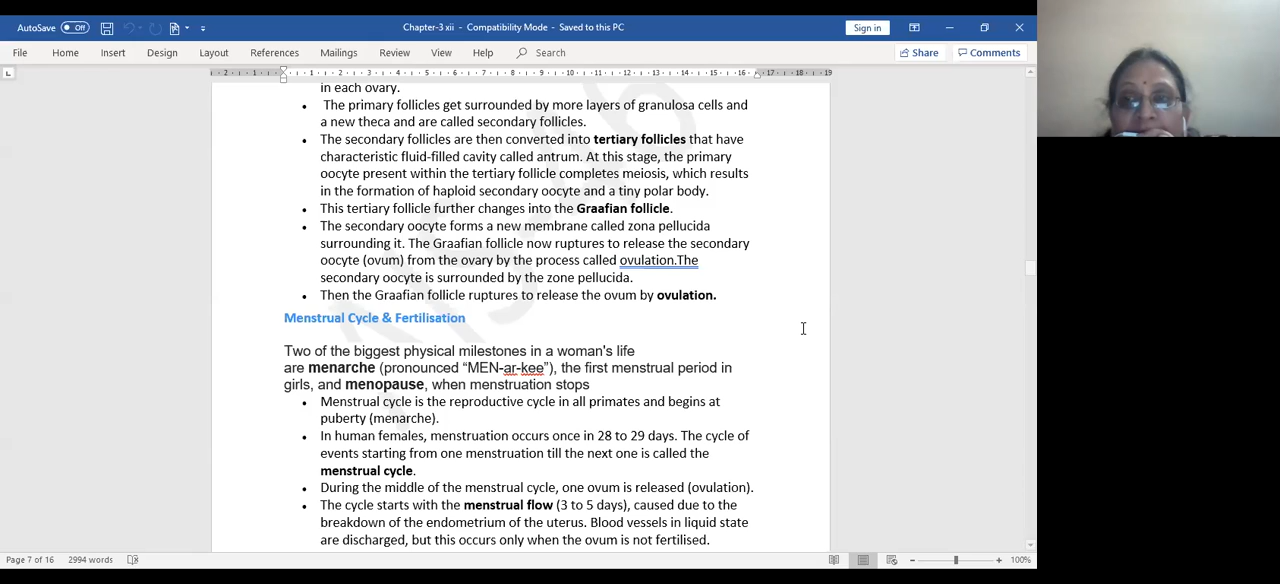 AutoSave Off
Chapter-3 xii - Compatibility Mode - Saved to this PC
Sign in
File Home Insert Design Layout References Mailings Review View Help Search
Share Comments
in each ovary.
• The primary follicles get surrounded by more layers of granulosa cells and
a new theca and are called secondary follicles.
• The secondary follicles are then converted into tertiary follicles that have
characteristic fluid-filled cavity called antrum. At this stage, the primary
oocyte present within the tertiary follicle completes meiosis, which results
in the formation of haploid secondary oocyte and a tiny polar body.
• This tertiary follicle further changes into the Graafian follicle.
• The secondary oocyte forms a new membrane called zona pellucida
surrounding it. The Graafian follicle now ruptures to release the secondary
oocyte (ovum) from the ovary by the process called ovulation.The
secondary oocyte is surrounded by the zone pellucida.
• Then the Graafian follicle ruptures to release the ovum by ovulation.
Menstrual Cycle & Fertilisation
Two of the biggest physical milestones in a woman's life
are menarche (pronounced “MEN-ar-kee”), the first menstrual period in
girls, and menopause, when menstruation stops
• Menstrual cycle is the reproductive cycle in all primates and begins at
puberty (menarche).
• In human females, menstruation occurs once in 28 to 29 days. The cycle of
events starting from one menstruation till the next one is called the
menstrual cycle.
• During the middle of the menstrual cycle, one ovum is released (ovulation).
• The cycle starts with the menstrual flow (3 to 5 days), caused due to the
breakdown of the endometrium of the uterus. Blood vessels in liquid state
are discharged, but this occurs only when the ovum is not fertilised.
Page 7 of 16 2994 words
100%